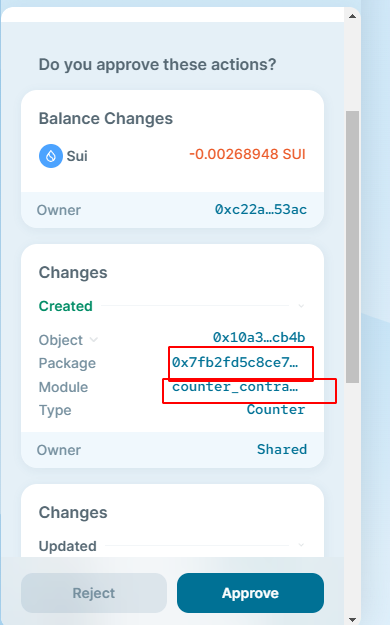 Do you approve these actions?
Balance Changes
Sui -0.00268948 SUI
Owner 0xc22a…53ac
Changes
Created
Object 0x10a3…cb4b
Package 0x7fb2fd5c8ce7…
Module counter_contra…
Type Counter
Owner Shared
Changes
Updated
Reject Approve